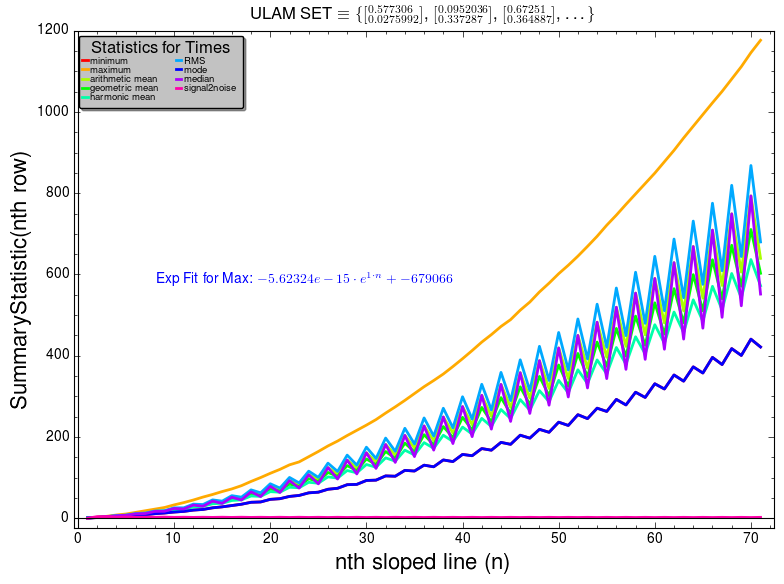 ULAM SET ≡ {[0.577306 0.0275992], [0.0952036 0.337287], [0.67251 0.364887], ...}
1200
1000
800
600
400
200
0
SummaryStatistic(nth row)
Statistics for Times
minimum
maximum
arithmetic mean
geometric mean
harmonic mean
RMS
mode
median
signal2noise
Exp Fit for Max: −5.62324e − 15 · e^{1·n} + −679066
0 10 20 30 40 50 60 70
nth sloped line (n)